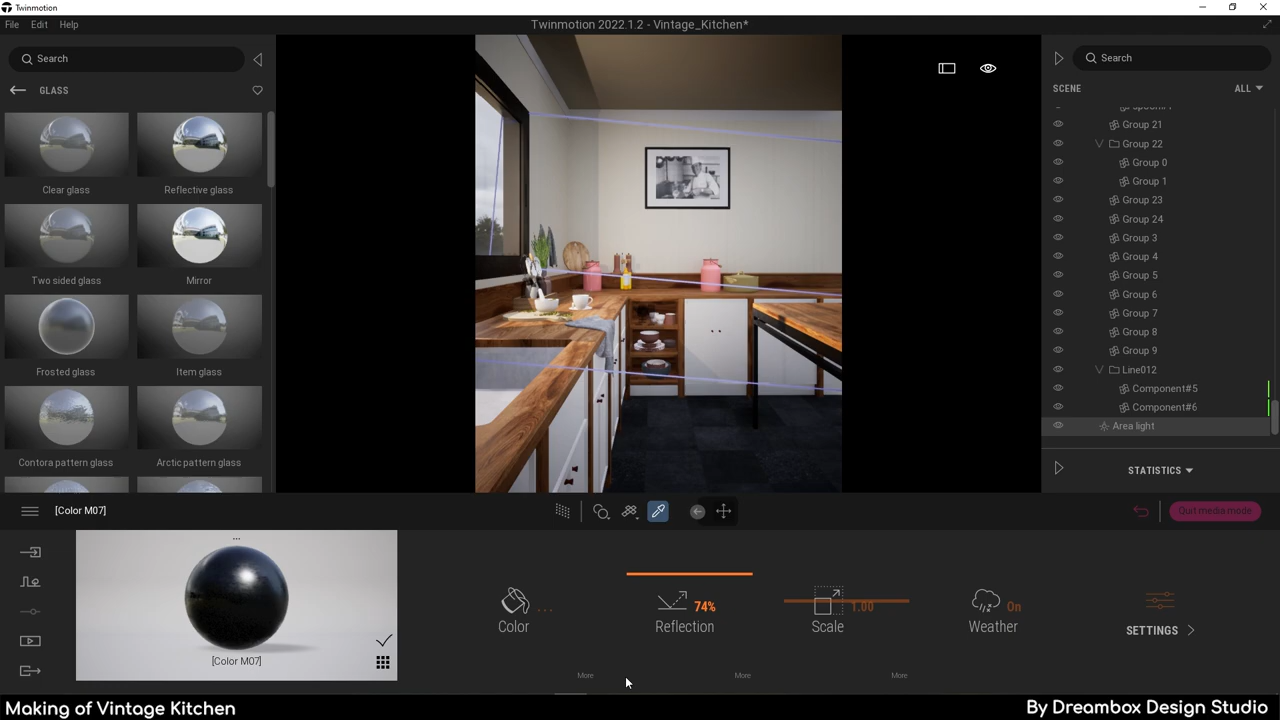 Twinmotion
File Edit Help
Twinmotion 2022.1.2 - Vintage_Kitchen*
Search
GLASS
Clear glass
Reflective glass
Two sided glass
Mirror
Frosted glass
Item glass
Contora pattern glass
Arctic pattern glass
Search
SCENE
ALL
Group 21
Group 22
Group 0
Group 1
Group 23
Group 24
Group 3
Group 4
Group 5
Group 6
Group 7
Group 8
Group 9
Line012
Component#5
Component#6
Area light
STATISTICS
[Color M07]
Quit media mode
...
[Color M07]
Color ...
Reflection 74%
Scale 1.00
Weather On
SETTINGS
More
More
More
Making of Vintage Kitchen
By Dreambox Design Studio